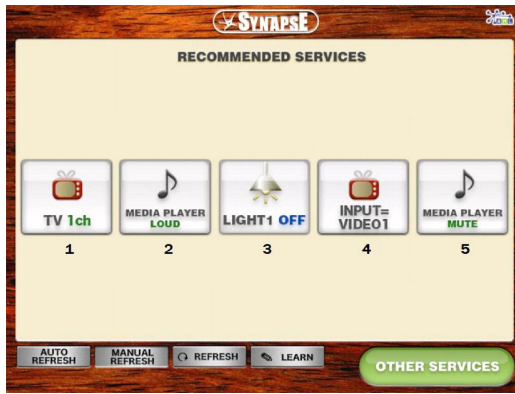 SYNAPSE
RECOMMENDED SERVICES
TV 1ch
MEDIA PLAYER
LOUD
LIGHT1 OFF
INPUT=
VIDEO1
MEDIA PLAYER
MUTE
1
2
3
4
5
AUTO
REFRESH
MANUAL
REFRESH
REFRESH
LEARN
OTHER SERVICES